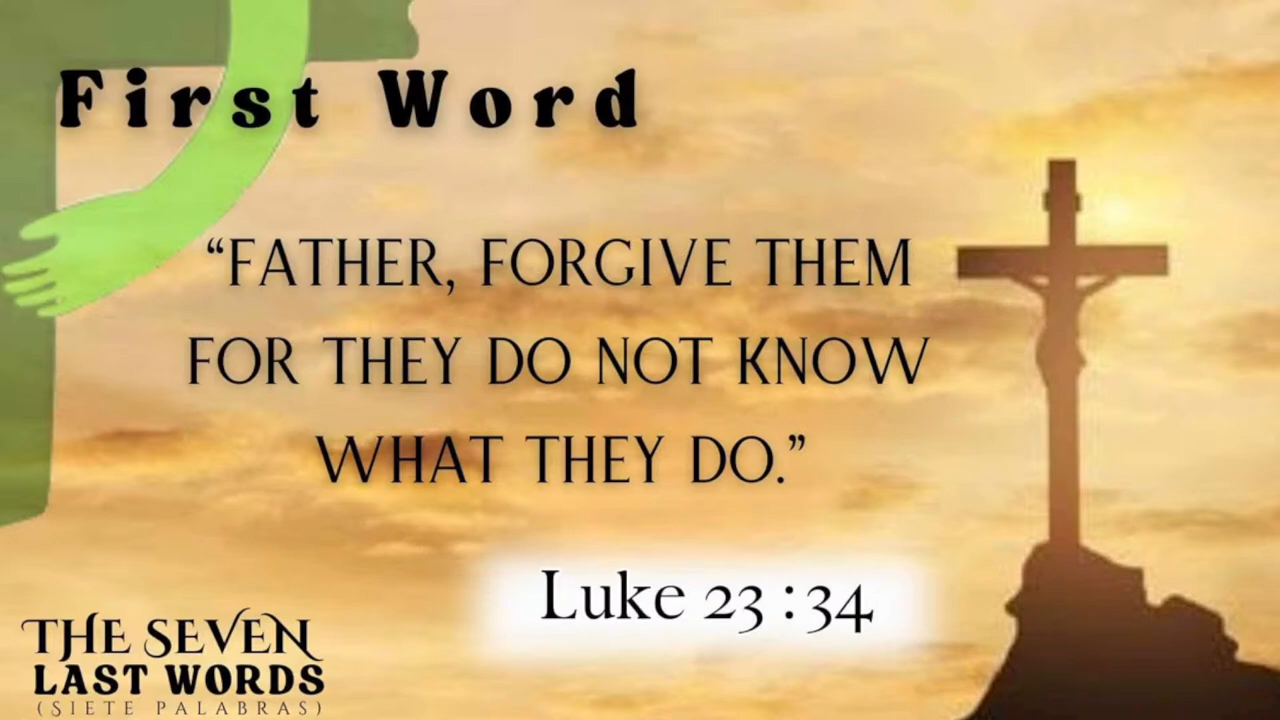 First Word
“FATHER, FORGIVE THEM
FOR THEY DO NOT KNOW
WHAT THEY DO.”
Luke 23 :34
THE SEVEN
LAST WORDS
(SIETE PALABRAS)